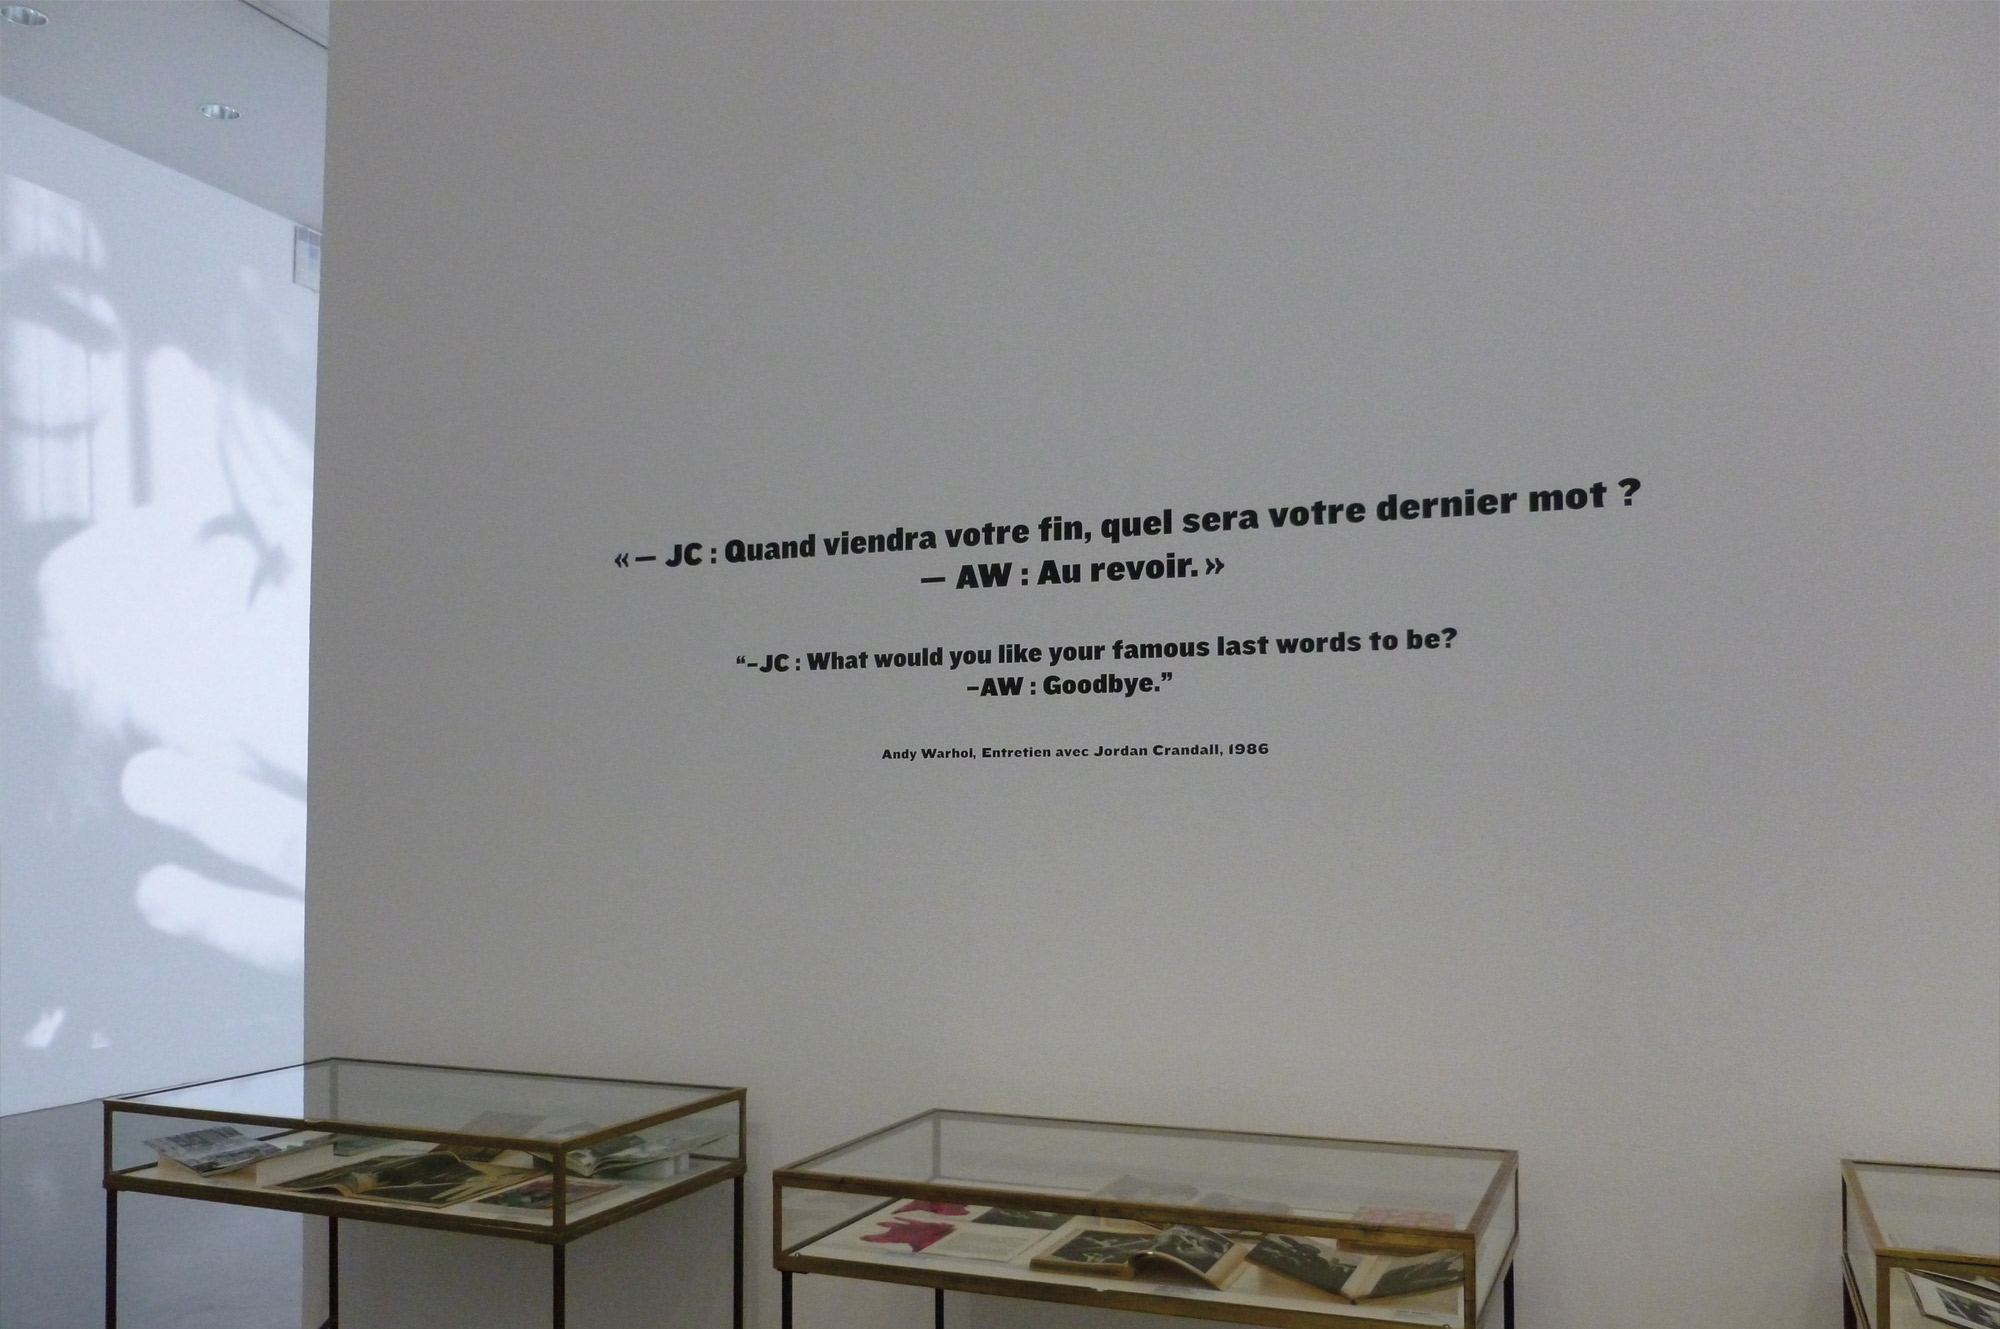 «— JC : Quand viendra votre fin, quel sera votre dernier mot ?
— AW : Au revoir.»
“–JC : What would you like your famous last words to be?
–AW : Goodbye.”
Andy Warhol, Entretien avec Jordan Crandall, 1986